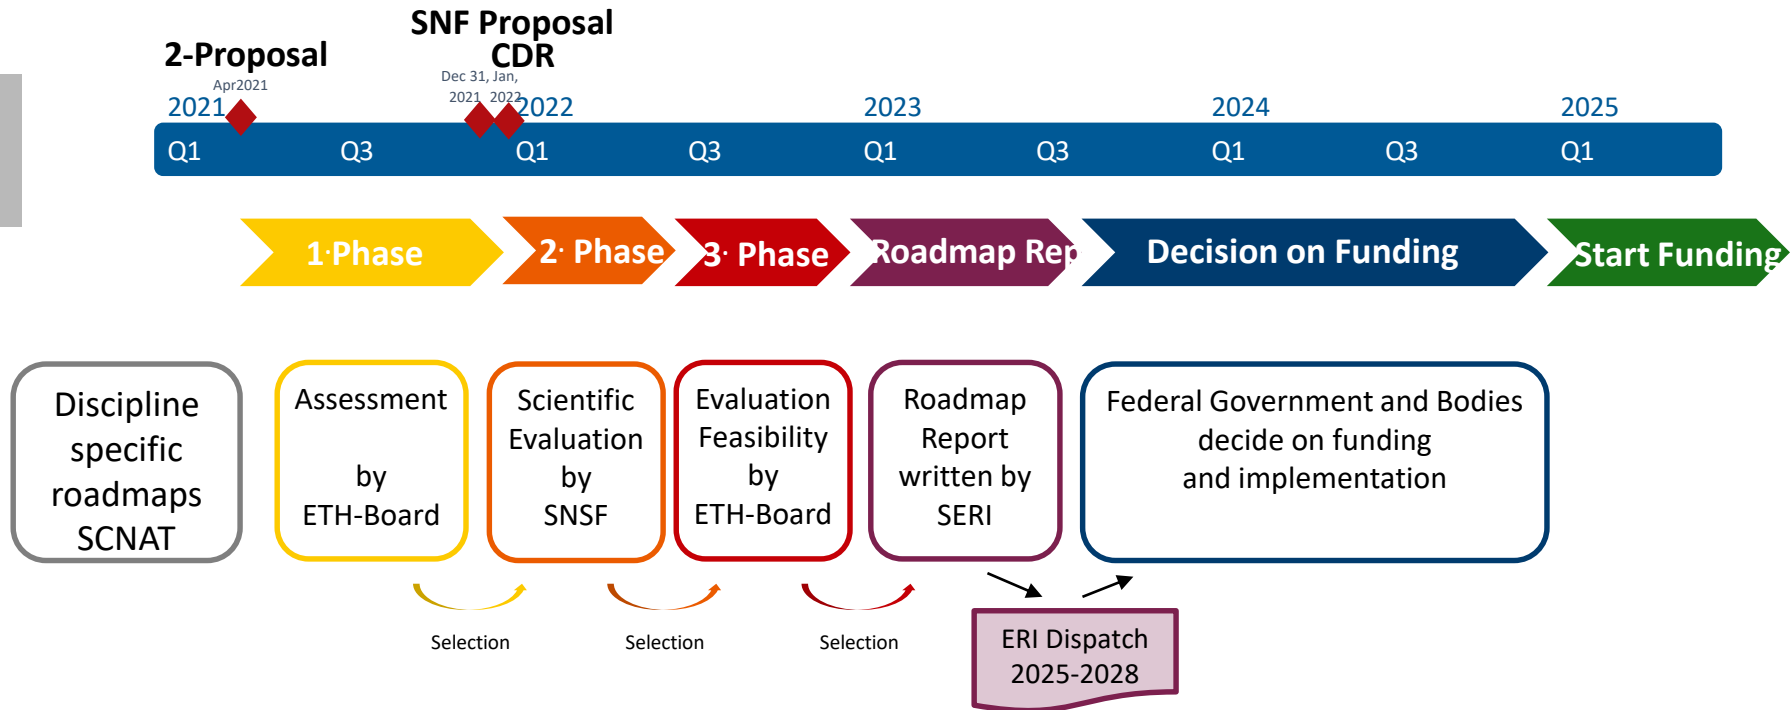 SNF Proposal
2-Proposal
CDR
Apr2021
Dec 31, Jan,
2021 2022
2021 2022 2023 2024 2025
Q1 Q3 Q1 Q3 Q1 Q3 Q1 Q3 Q1
1.Phase
2. Phase
3. Phase
Roadmap Rep
Decision on Funding
Start Funding
Discipline
specific
roadmaps
SCNAT
Assessment
by
ETH-Board
Scientific
Evaluation
by
SNSF
Evaluation
Feasibility
by
ETH-Board
Roadmap
Report
written by
SERI
Federal Government and Bodies
decide on funding
and implementation
Selection
Selection
Selection
ERI Dispatch
2025-2028